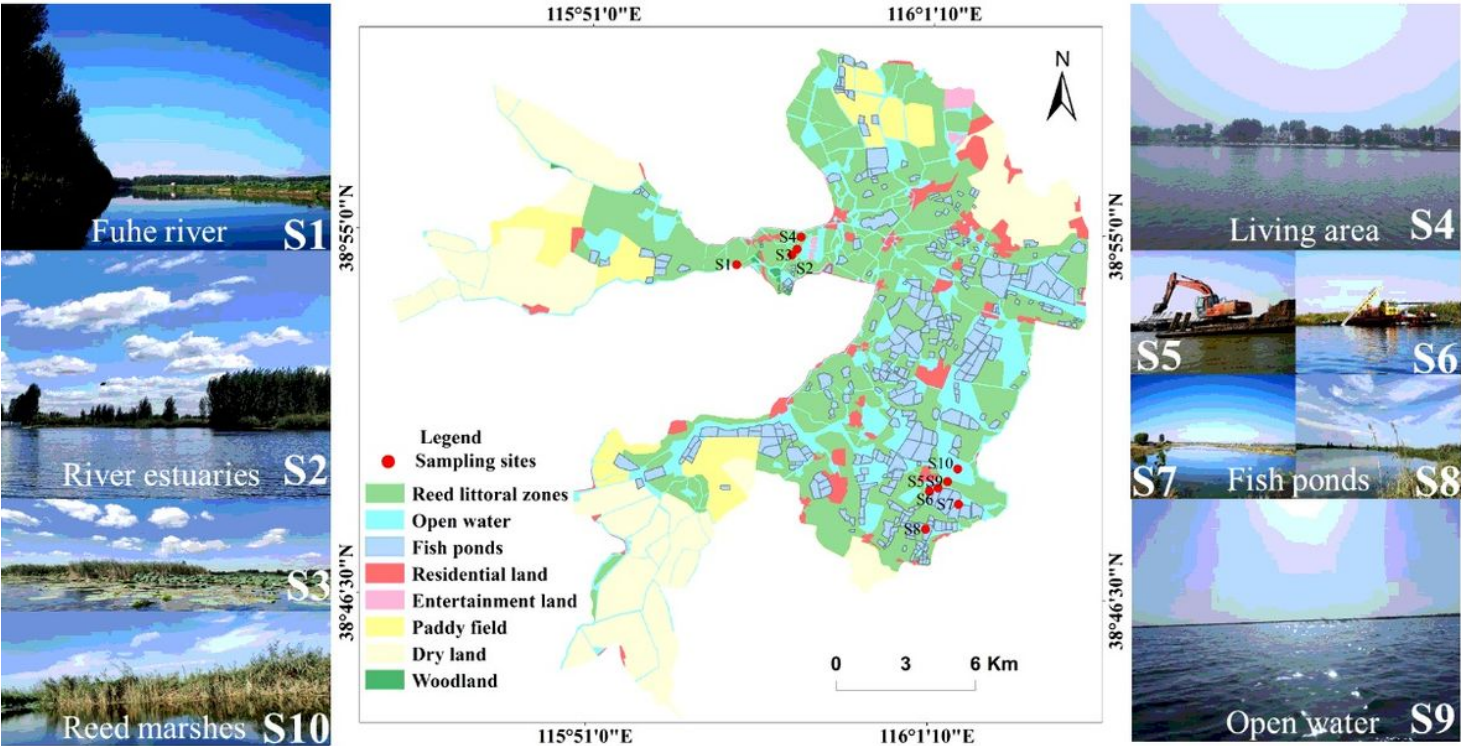 115°51'0"E
116°1'10"E
Fuhe river S1
River estuaries S2
S3
Reed marshes S10
38°55'0"N
38°46'30"N
N
S4
S3
S2
S1
S10
S5 S9
S6
S7
S8
Legend
Sampling sites
Reed littoral zones
Open water
Fish ponds
Residential land
Entertainment land
Paddy field
Dry land
Woodland
0 3 6 Km
38°55'0"N
38°46'30"N
115°51'0"E
116°1'10"E
Living area S4
S5
S6
S7 Fish ponds S8
Open water S9